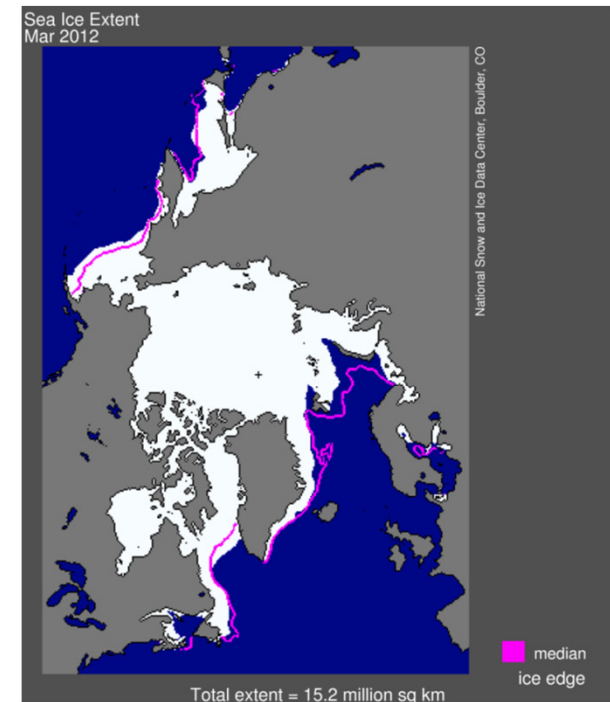 Sea Ice Extent
Mar 2012
National Snow and Ice Data Center, Boulder, CO
median
ice edge
Total extent = 15.2 million sq km